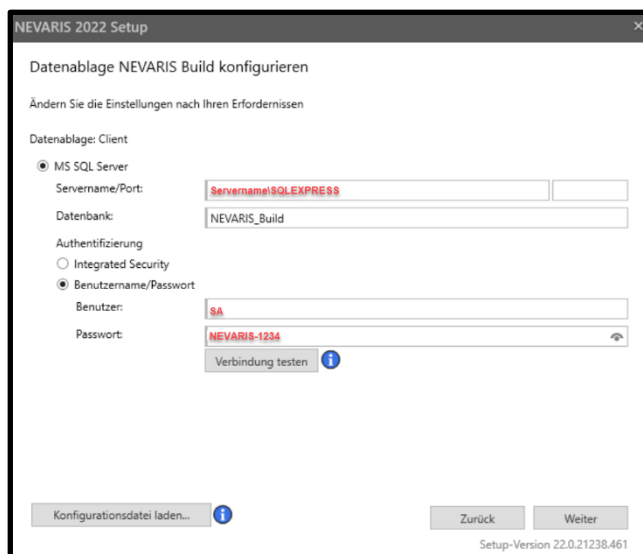 NEVARIS 2022 Setup
Datenablage NEVARIS Build konfigurieren
Ändern Sie die Einstellungen nach Ihren Erfordernissen
Datenablage: Client
MS SQL Server
Servername/Port: Servername\SQLEXPRESS
Datenbank: NEVARIS_Build
Authentifizierung
Integrated Security
Benutzername/Passwort
Benutzer: SA
Passwort: NEVARIS-1234
Verbindung testen
Konfigurationsdatei laden... Zurück Weiter
Setup-Version 22.0.21238.461